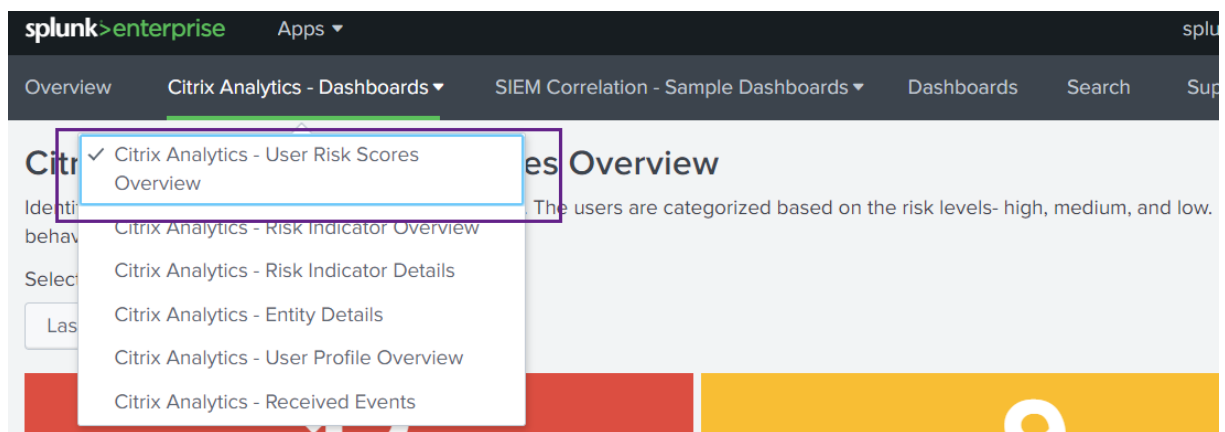 splunk>enterprise Apps splu
Overview Citrix Analytics - Dashboards SIEM Correlation - Sample Dashboards Dashboards Search Sup
Citr es Overview
✓ Citrix Analytics - User Risk Scores
Overview
Identi The users are categorized based on the risk levels- high, medium, and low.
behav
Citrix Analytics - Risk Indicator Overview
Selec
Citrix Analytics - Risk Indicator Details
Citrix Analytics - Entity Details
Las
Citrix Analytics - User Profile Overview
Citrix Analytics - Received Events